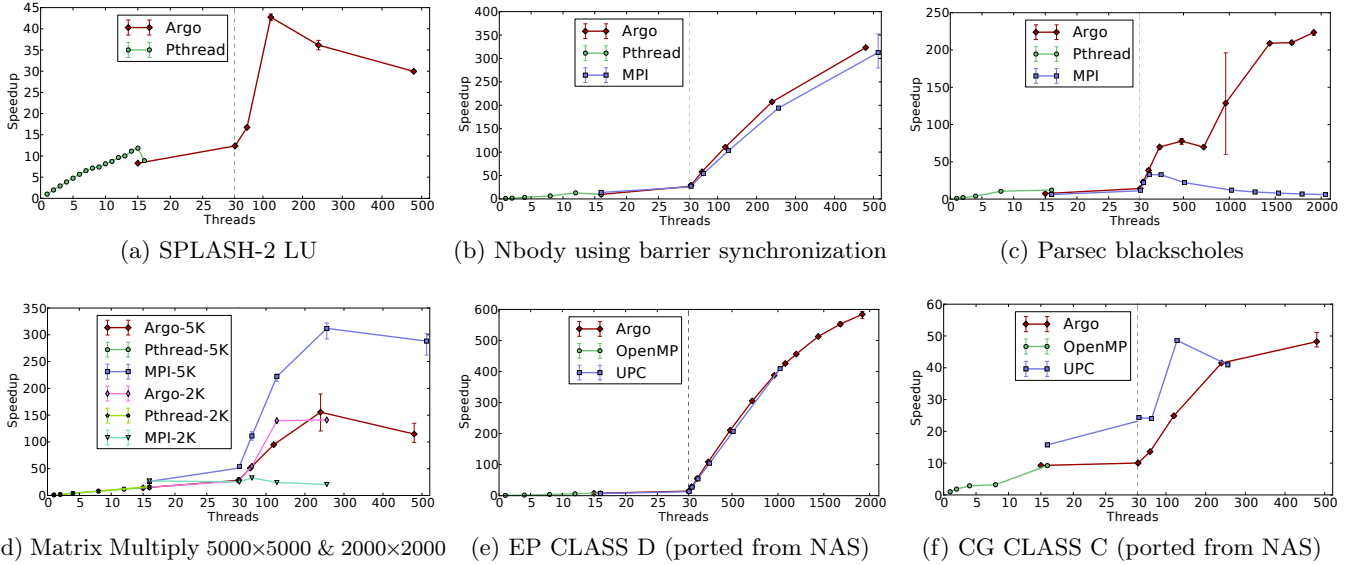 45
40
35
30
25
20
15
10
5
0
Speedup
Argo
Pthread
0 5 10 15 20 25 30 100 200 300 400 500
Threads
(a) SPLASH-2 LU
400
350
300
250
200
150
100
50
0
Speedup
Argo
Pthread
MPI
0 5 10 15 20 25 30 100 200 300 400 500
Threads
(b) Nbody using barrier synchronization
250
200
150
100
50
0
Speedup
Argo
Pthread
MPI
0 5 10 15 20 25 30 500 1000 1500 2000
Threads
(c) Parsec blackscholes
350
300
250
200
150
100
50
0
Speedup
Argo-5K
Pthread-5K
MPI-5K
Argo-2K
Pthread-2K
MPI-2K
0 5 10 15 20 25 30 100 200 300 400 500
Threads
d) Matrix Multiply 5000×5000 & 2000×2000
600
500
400
300
200
100
0
Speedup
Argo
OpenMP
UPC
0 5 10 15 20 25 30 500 1000 1500 2000
Threads
(e) EP CLASS D (ported from NAS)
60
50
40
30
20
10
0
Speedup
Argo
OpenMP
UPC
0 5 10 15 20 25 30 100 200 300 400 500
Threads
(f) CG CLASS C (ported from NAS)